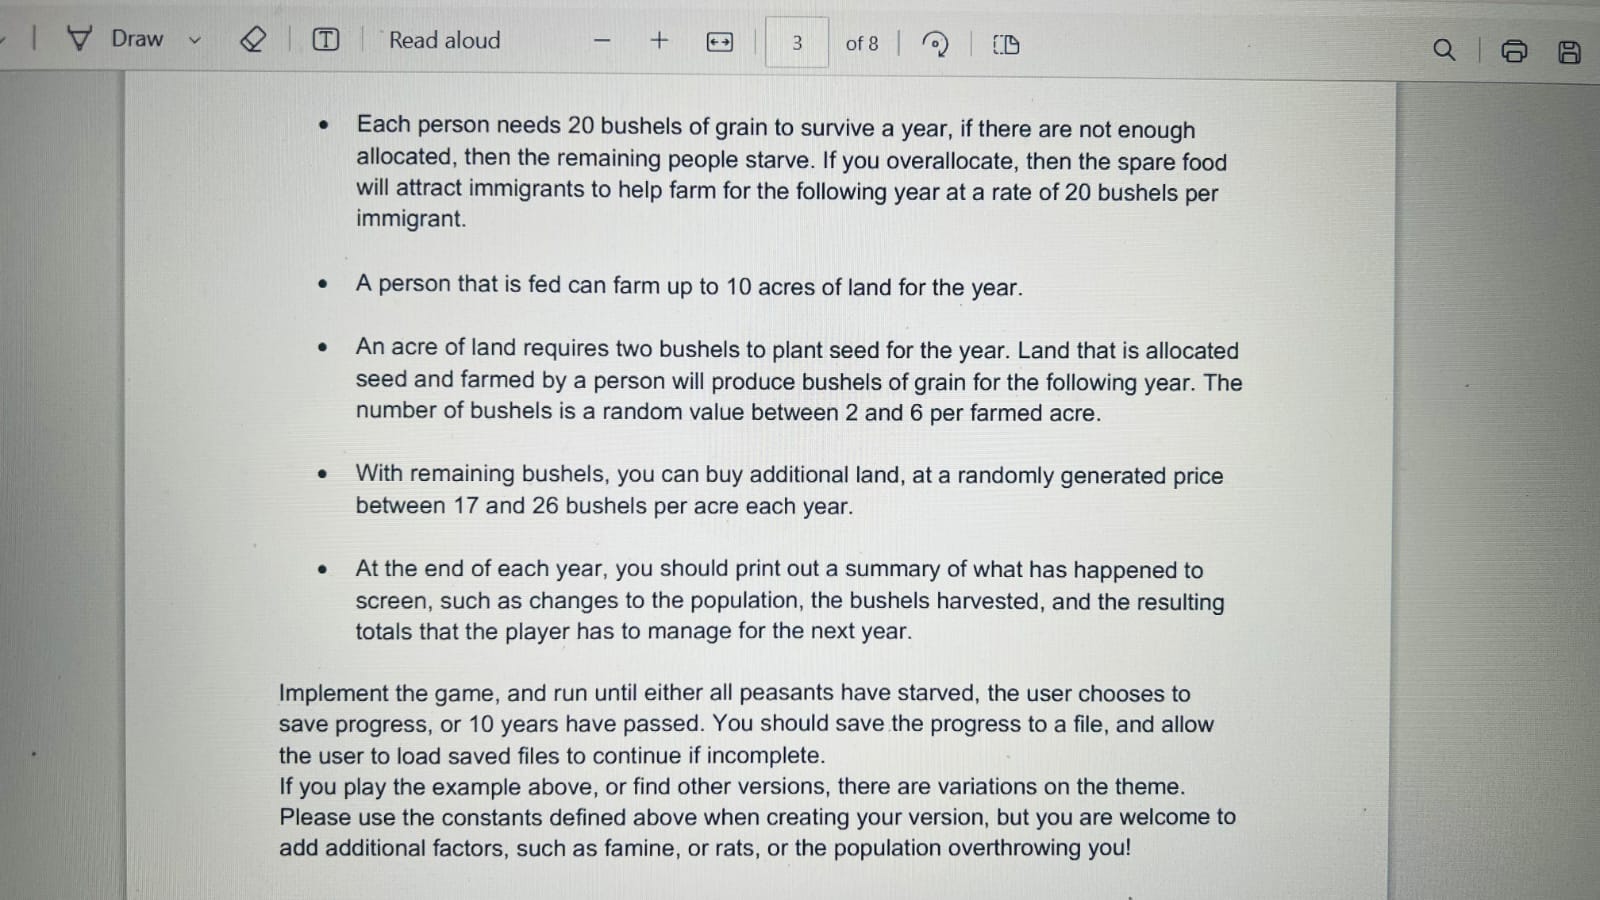 Draw
Read aloud
3 of 8
• Each person needs 20 bushels of grain to survive a year, if there are not enough
allocated, then the remaining people starve. If you overallocate, then the spare food
will attract immigrants to help farm for the following year at a rate of 20 bushels per
immigrant.
• A person that is fed can farm up to 10 acres of land for the year.
• An acre of land requires two bushels to plant seed for the year. Land that is allocated
seed and farmed by a person will produce bushels of grain for the following year. The
number of bushels is a random value between 2 and 6 per farmed acre.
• With remaining bushels, you can buy additional land, at a randomly generated price
between 17 and 26 bushels per acre each year.
• At the end of each year, you should print out a summary of what has happened to
screen, such as changes to the population, the bushels harvested, and the resulting
totals that the player has to manage for the next year.
Implement the game, and run until either all peasants have starved, the user chooses to
save progress, or 10 years have passed. You should save the progress to a file, and allow
the user to load saved files to continue if incomplete.
If you play the example above, or find other versions, there are variations on the theme.
Please use the constants defined above when creating your version, but you are welcome to
add additional factors, such as famine, or rats, or the population overthrowing you!